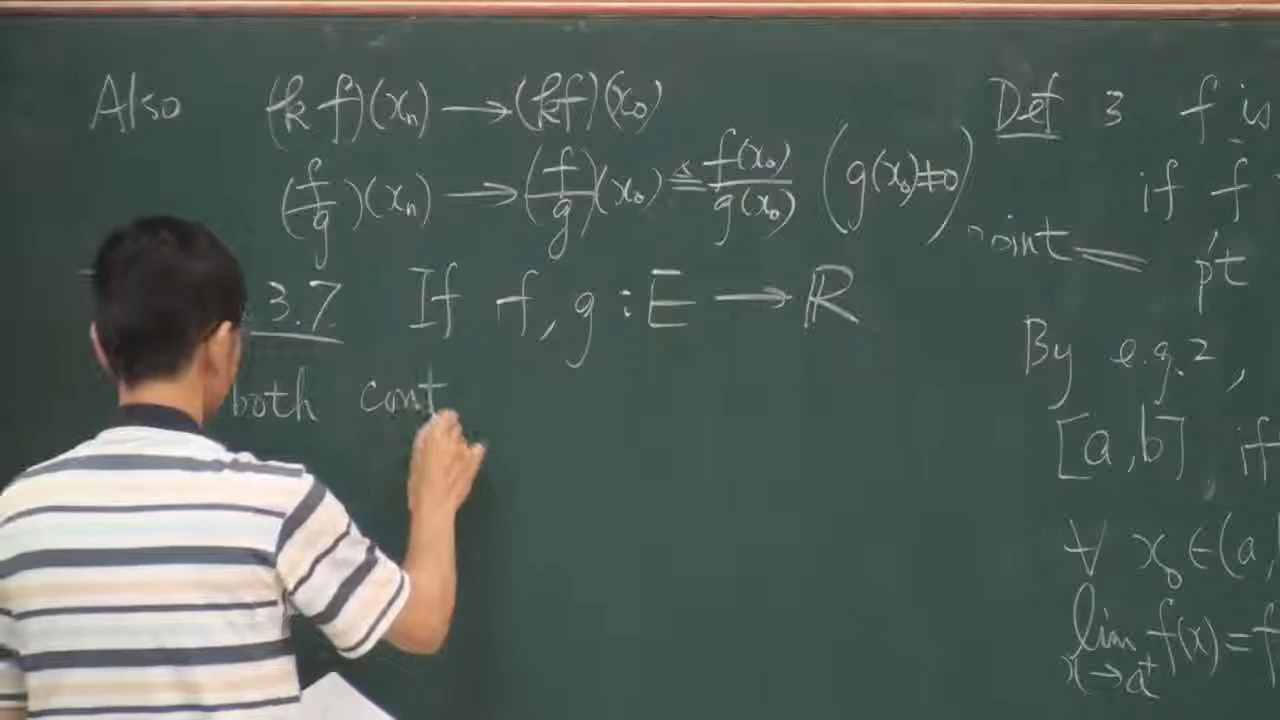 Also (kf)(xₙ) → (kf)(x₀)
(f/g)(xₙ) → (f/g)(x₀) ≜ f(x₀)/g(x₀) (g(x₀)≠0)
3.7 If f, g : E → ℝ
both cont
Def 3 f is
if f
point pt
By e.g. 2,
[a,b] if
∀ x₀ ∈ (a,
lim f(x) = f
x→a⁺